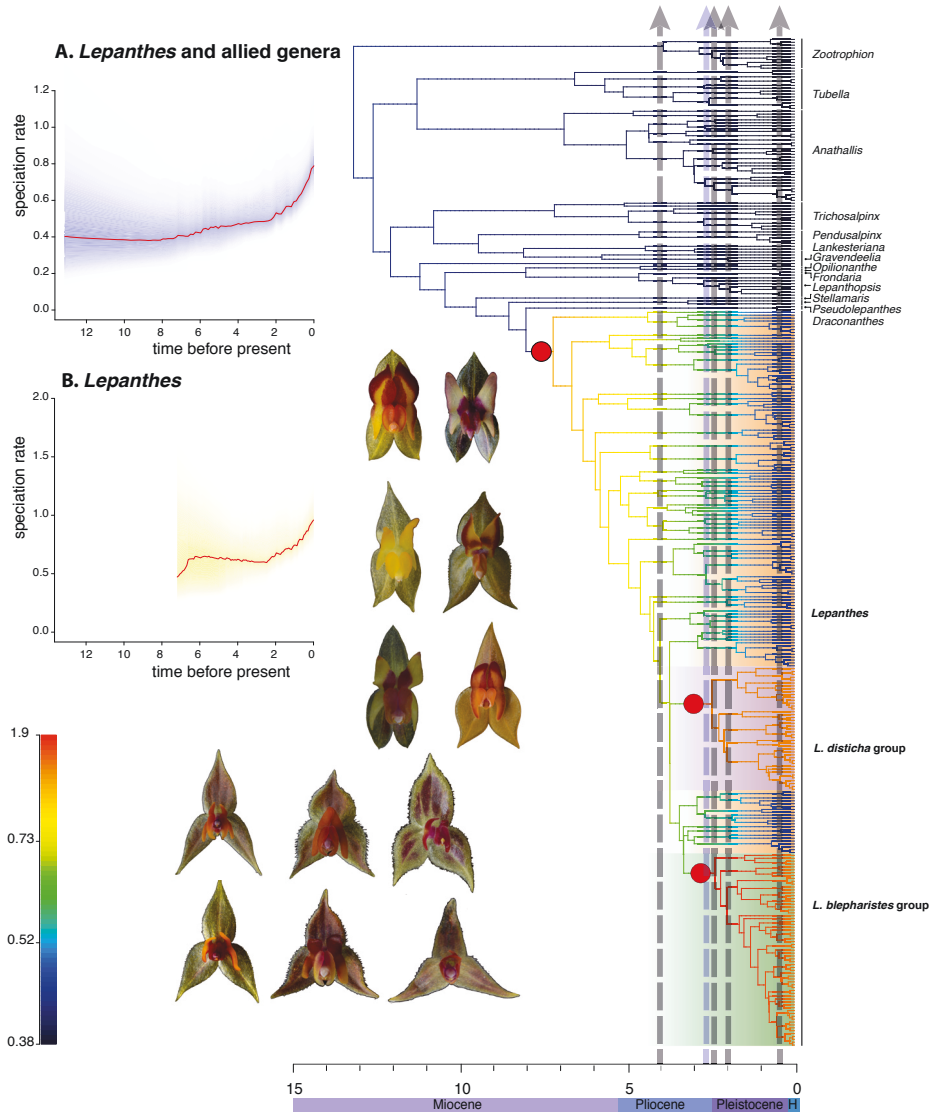 A. Lepanthes and allied genera
speciation rate
1.2
1.0
0.8
0.6
0.4
0.2
0.0
12 10 8 6 4 2 0
time before present
B. Lepanthes
speciation rate
2.0
1.5
1.0
0.5
0.0
12 10 8 6 4 2 0
time before present
1.9
0.73
0.52
0.38
Zootrophion
Tubella
Anathallis
Trichosalpinx
Pendusalpinx
Lankesteriana
Gravendeelia
Opilionanthe
Frondaria
Lepanthopsis
Stellamaris
Pseudolepanthes
Draconanthes
Lepanthes
L. disticha group
L. blepharistes group
15 10 5 0
Miocene Pliocene Pleistocene H